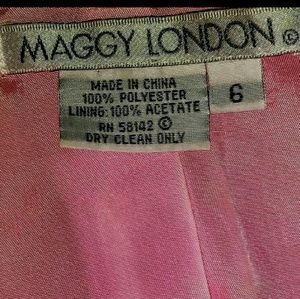 MAGGY LONDON ©
MADE IN CHINA
100% POLYESTER
LINING: 100% ACETATE
RN 58142 ©
DRY CLEAN ONLY
6